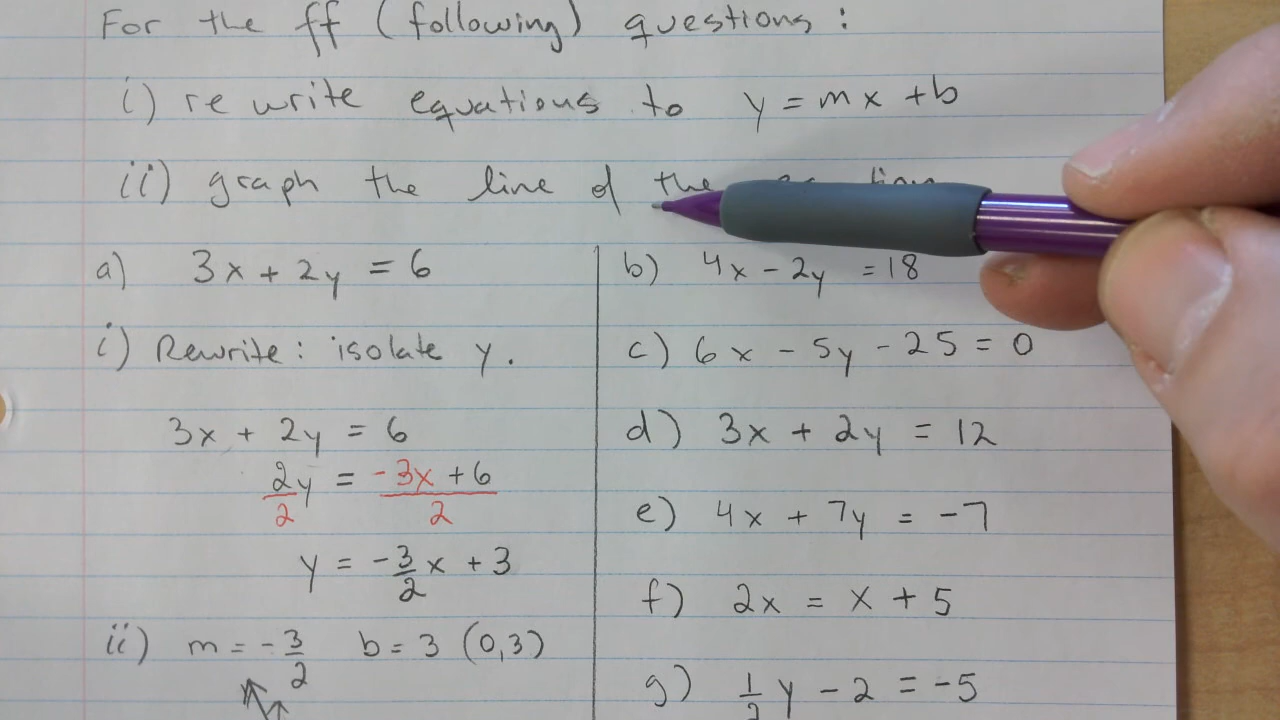 For the ff (following) questions:
i) rewrite equations to y = mx + b
ii) graph the line of the
a) 3x + 2y = 6
i) Rewrite: isolate y.
3x + 2y = 6
2y/2 = -3x + 6/2
y = -3/2 x + 3
ii) m = -3/2 b = 3 (0,3)
b) 4x - 2y = 18
c) 6x - 5y - 25 = 0
d) 3x + 2y = 12
e) 4x + 7y = -7
f) 2x = x + 5
g) 1/2 y - 2 = -5